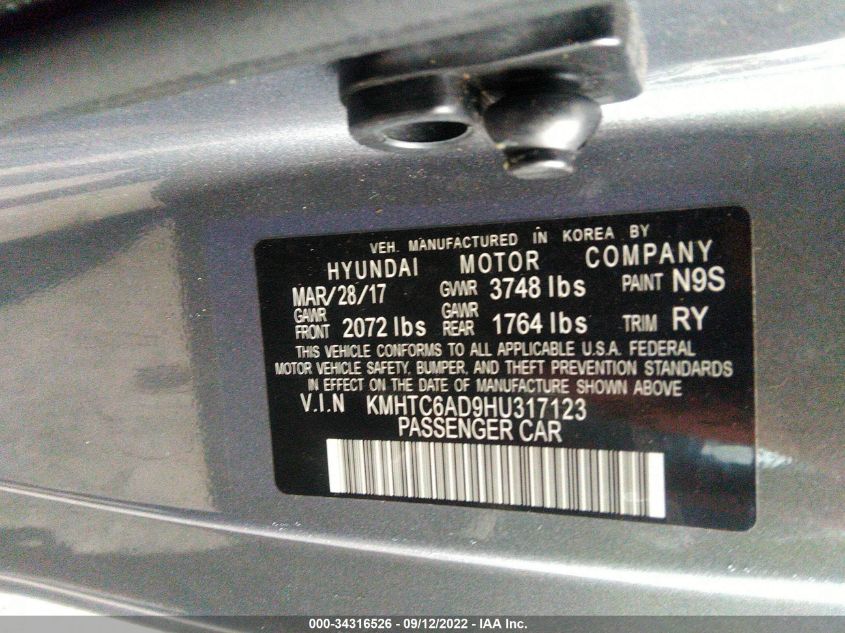 VEH. MANUFACTURED IN KOREA BY
HYUNDAI MOTOR COMPANY
MAR/28/17 GVWR 3748 lbs PAINT N9S
GAWR FRONT 2072 lbs GAWR REAR 1764 lbs TRIM RY
THIS VEHICLE CONFORMS TO ALL APPLICABLE U.S.A. FEDERAL
MOTOR VEHICLE SAFETY, BUMPER, AND THEFT PREVENTION STANDARDS
IN EFFECT ON THE DATE OF MANUFACTURE SHOWN ABOVE
V.I.N KMHTC6AD9HU317123
PASSENGER CAR
000-34316526 - 09/12/2022 - IAA Inc.